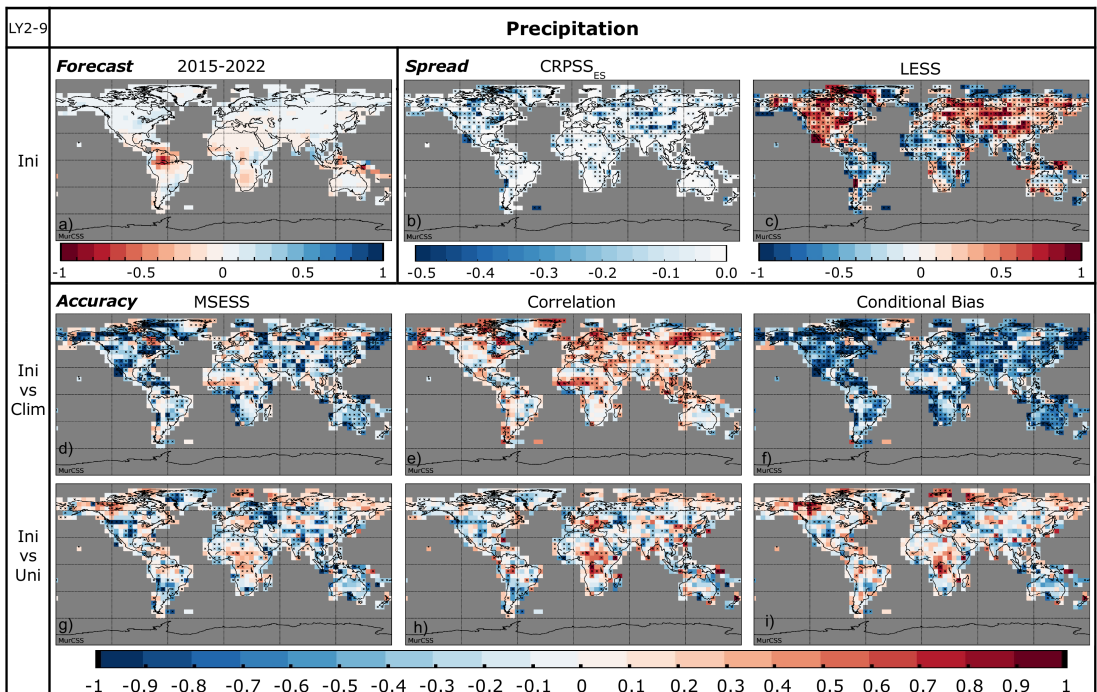 LY2-9
Precipitation
Forecast 2015-2022
Spread CRPSS_ES
LESS
Ini
a)
MurCSS
b)
MurCSS
c)
MurCSS
-1 -0.5 0 0.5 1
-0.5 -0.4 -0.3 -0.2 -0.1 0.0
-1 -0.5 0 0.5 1
Accuracy MSESS
Correlation
Conditional Bias
Ini
vs
Clim
d)
MurCSS
e)
MurCSS
f)
MurCSS
Ini
vs
Uni
g)
MurCSS
h)
MurCSS
i)
MurCSS
-1 -0.9 -0.8 -0.7 -0.6 -0.5 -0.4 -0.3 -0.2 -0.1 0 0.1 0.2 0.3 0.4 0.5 0.6 0.7 0.8 0.9 1